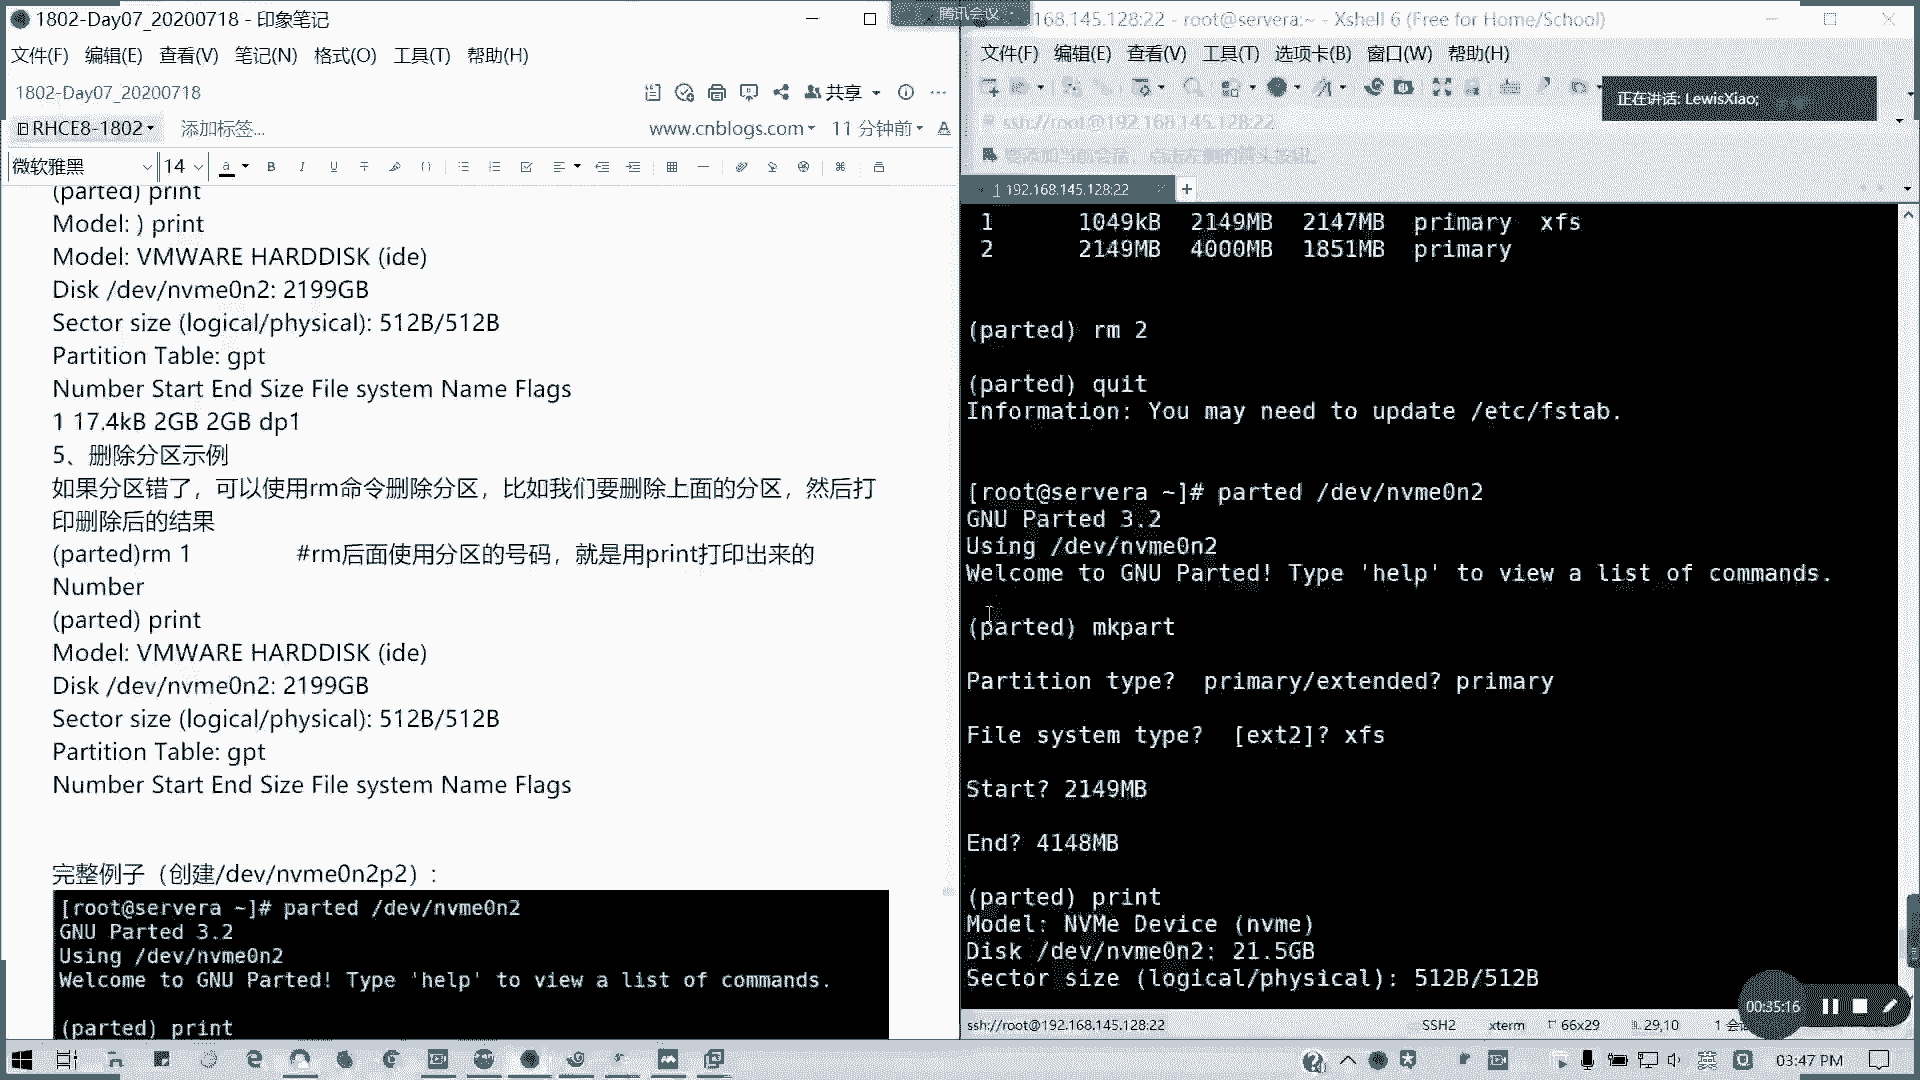 1802-Day07_20200718 - 印象笔记
文件(F) 编辑(E) 查看(V) 笔记(N) 格式(O) 工具(T) 帮助(H)
1802-Day07_20200718
共享
RHCE8-1802
添加标签...
www.cnblogs.com
11 分钟前
微软雅黑
14
(parted) print
Model: ) print
Model: VMWARE HARDDISK (ide)
Disk /dev/nvme0n2: 2199GB
Sector size (logical/physical): 512B/512B
Partition Table: gpt
Number Start End Size File system Name Flags
1 17.4kB 2GB 2GB dp1
5、删除分区示例
如果分区错了，可以使用rm命令删除分区，比如我们要删除上面的分区，然后打
印删除后的结果
(parted)rm 1 #rm后面使用分区的号码，就是用print打印出来的
Number
(parted) print
Model: VMWARE HARDDISK (ide)
Disk /dev/nvme0n2: 2199GB
Sector size (logical/physical): 512B/512B
Partition Table: gpt
Number Start End Size File system Name Flags
完整例子（创建/dev/nvme0n2p2）:
[root@servera ~]# parted /dev/nvme0n2
GNU Parted 3.2
Using /dev/nvme0n2
Welcome to GNU Parted! Type 'help' to view a list of commands.
(parted) print
腾讯会议
168.145.128:22 - root@servera:~ - Xshell 6 (Free for Home/School)
文件(F) 编辑(E) 查看(V) 工具(T) 选项卡(B) 窗口(W) 帮助(H)
正在讲话: LewisXiao;
ssh://root@192.168.145.128:22
要添加当前会话，点击左侧的箭头按钮。
1 192.168.145.128:22
1 1049kB 2149MB 2147MB primary xfs
2 2149MB 4000MB 1851MB primary
(parted) rm 2
(parted) quit
Information: You may need to update /etc/fstab.
[root@servera ~]# parted /dev/nvme0n2
GNU Parted 3.2
Using /dev/nvme0n2
Welcome to GNU Parted! Type 'help' to view a list of commands.
(parted) mkpart
Partition type? primary/extended? primary
File system type? [ext2]? xfs
Start? 2149MB
End? 4148MB
(parted) print
Model: NVMe Device (nvme)
Disk /dev/nvme0n2: 21.5GB
Sector size (logical/physical): 512B/512B
00:35:16
ssh://root@192.168.145.128:22
SSH2
xterm
66x29
29,10
03:47 PM